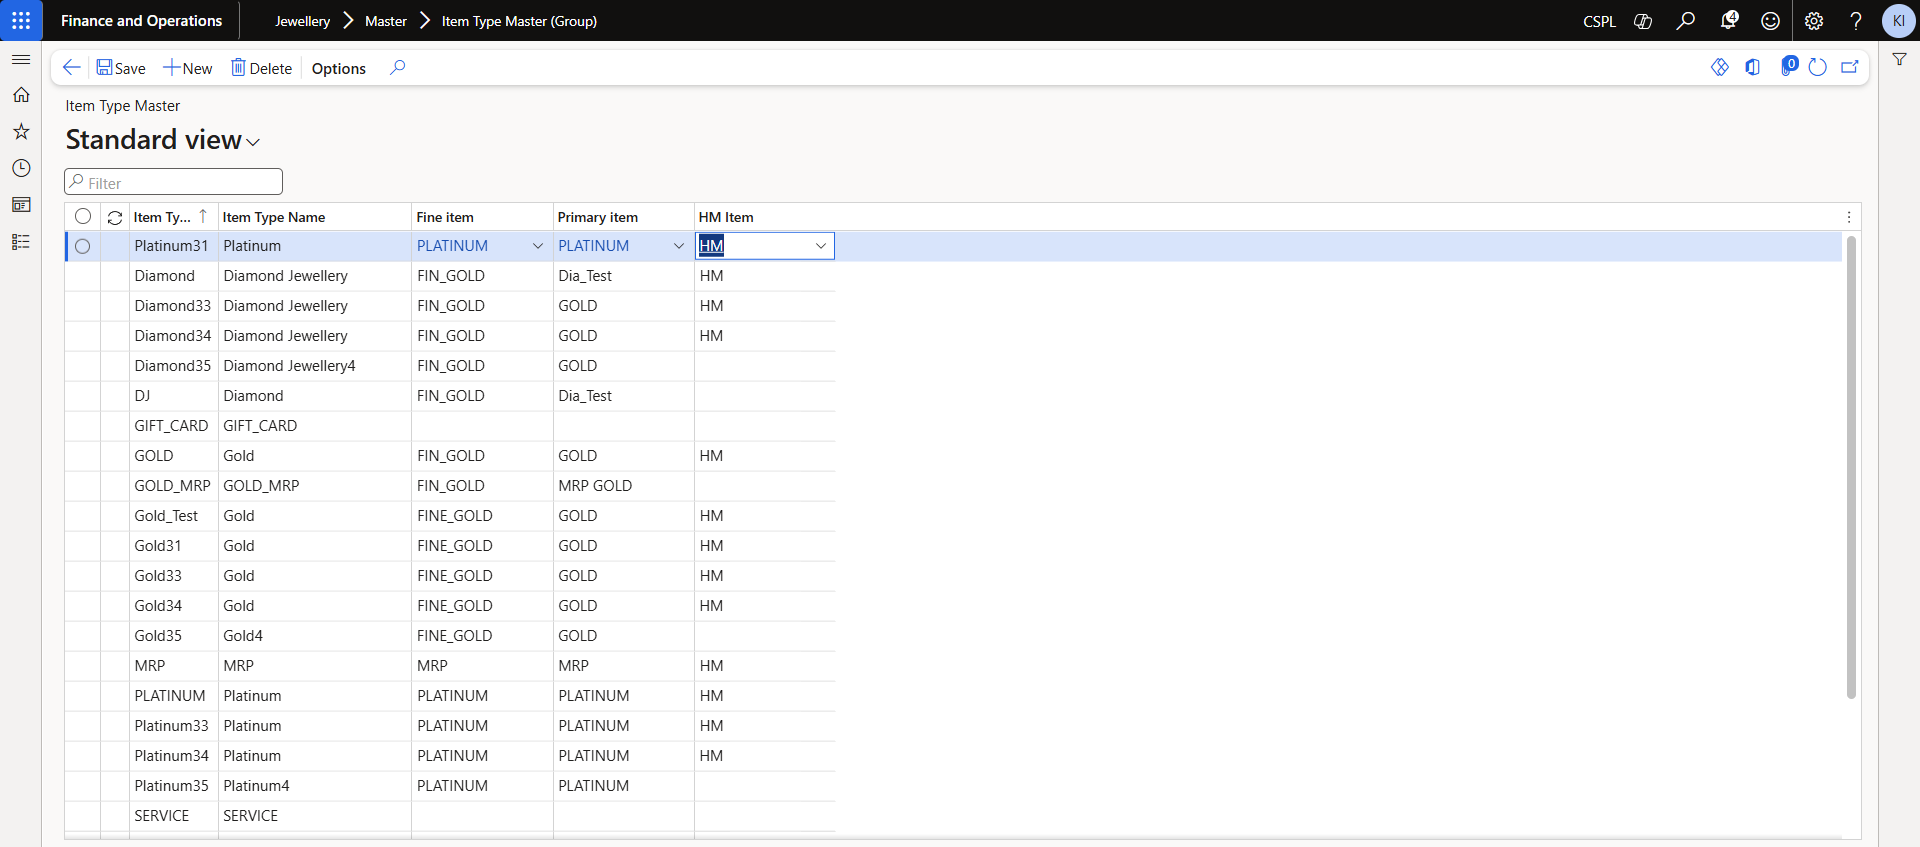 Finance and Operations Jewellery Master Item Type Master (Group) CSPL 4 KI
Save New Delete Options 0
Item Type Master
Standard view
Filter
Item Ty... Item Type Name Fine item Primary item HM Item
Platinum31 Platinum PLATINUM PLATINUM HM
Diamond Diamond Jewellery FIN_GOLD Dia_Test HM
Diamond33 Diamond Jewellery FIN_GOLD GOLD HM
Diamond34 Diamond Jewellery FIN_GOLD GOLD HM
Diamond35 Diamond Jewellery4 FIN_GOLD GOLD
DJ Diamond FIN_GOLD Dia_Test
GIFT_CARD GIFT_CARD
GOLD Gold FIN_GOLD GOLD HM
GOLD_MRP GOLD_MRP FIN_GOLD MRP GOLD
Gold_Test Gold FINE_GOLD GOLD HM
Gold31 Gold FINE_GOLD GOLD HM
Gold33 Gold FINE_GOLD GOLD HM
Gold34 Gold FINE_GOLD GOLD HM
Gold35 Gold4 FINE_GOLD GOLD
MRP MRP MRP MRP HM
PLATINUM Platinum PLATINUM PLATINUM HM
Platinum33 Platinum PLATINUM PLATINUM HM
Platinum34 Platinum PLATINUM PLATINUM HM
Platinum35 Platinum4 PLATINUM PLATINUM
SERVICE SERVICE